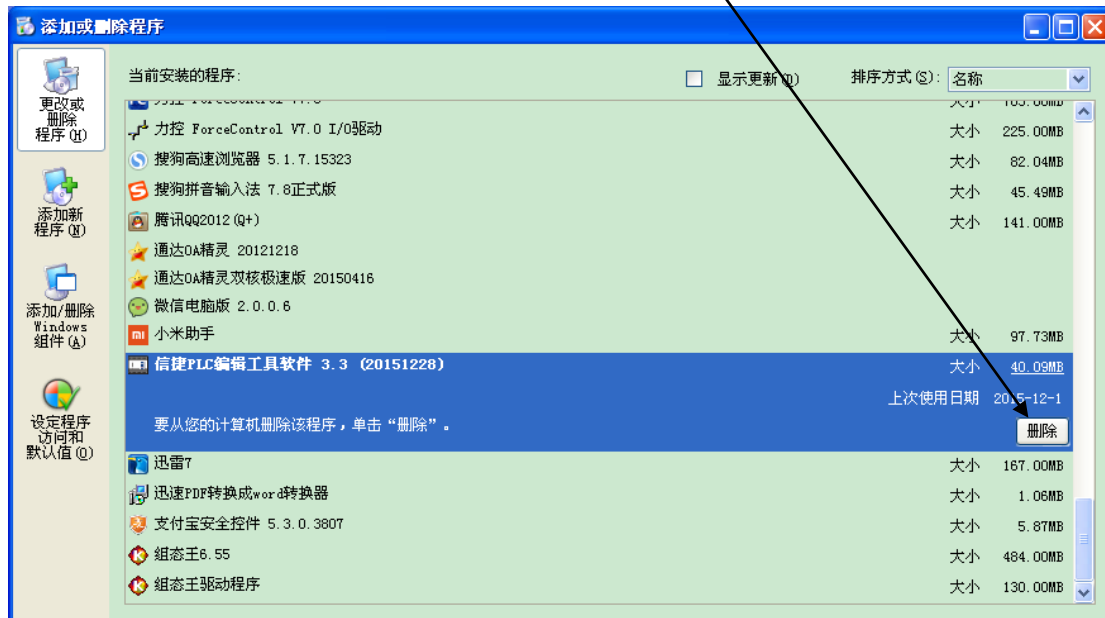 添加或删除程序
更改或
删除
程序(H)
添加新
程序(N)
添加/删除
Windows
组件(A)
设定程序
访问和
默认值(O)
当前安装的程序:
显示更新(D)
排序方式(S): 名称
力控 ForceControl V7.0 I/O驱动 大小 225.00MB
搜狗高速浏览器 5.1.7.15323 大小 82.04MB
搜狗拼音输入法 7.8正式版 大小 45.49MB
腾讯QQ2012(Q+) 大小 141.00MB
通达OA精灵 20121218
通达OA精灵双核极速版 20150416
微信电脑版 2.0.0.6
小米助手 大小 97.73MB
信捷PLC编辑工具软件 3.3 (20151228) 大小 40.09MB
上次使用日期 2015-12-1
要从您的计算机删除该程序，单击“删除”。 删除
迅雷7 大小 167.00MB
迅速PDF转换成word转换器 大小 1.06MB
支付宝安全控件 5.3.0.3807 大小 5.87MB
组态王6.55 大小 484.00MB
组态王驱动程序 大小 130.00MB